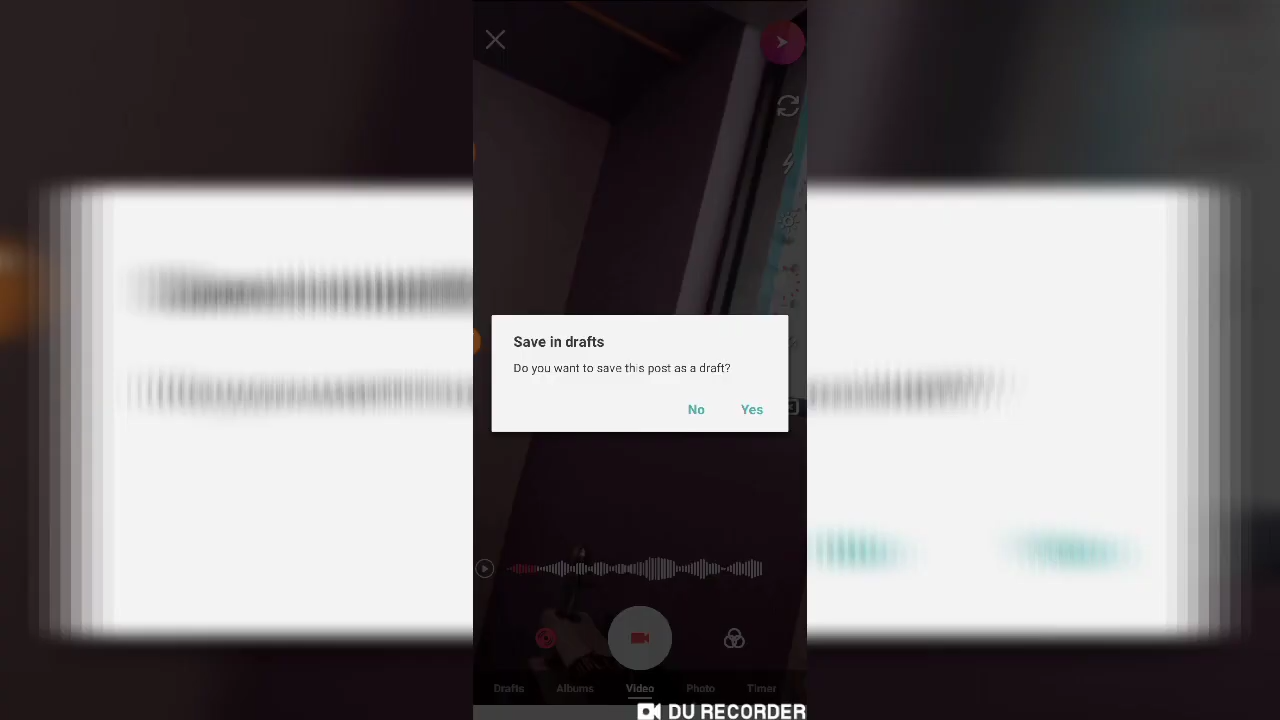 Save in drafts
Do you want to save this post as a draft?
No Yes
Drafts Albums Video Photo Timer
DU RECORDER